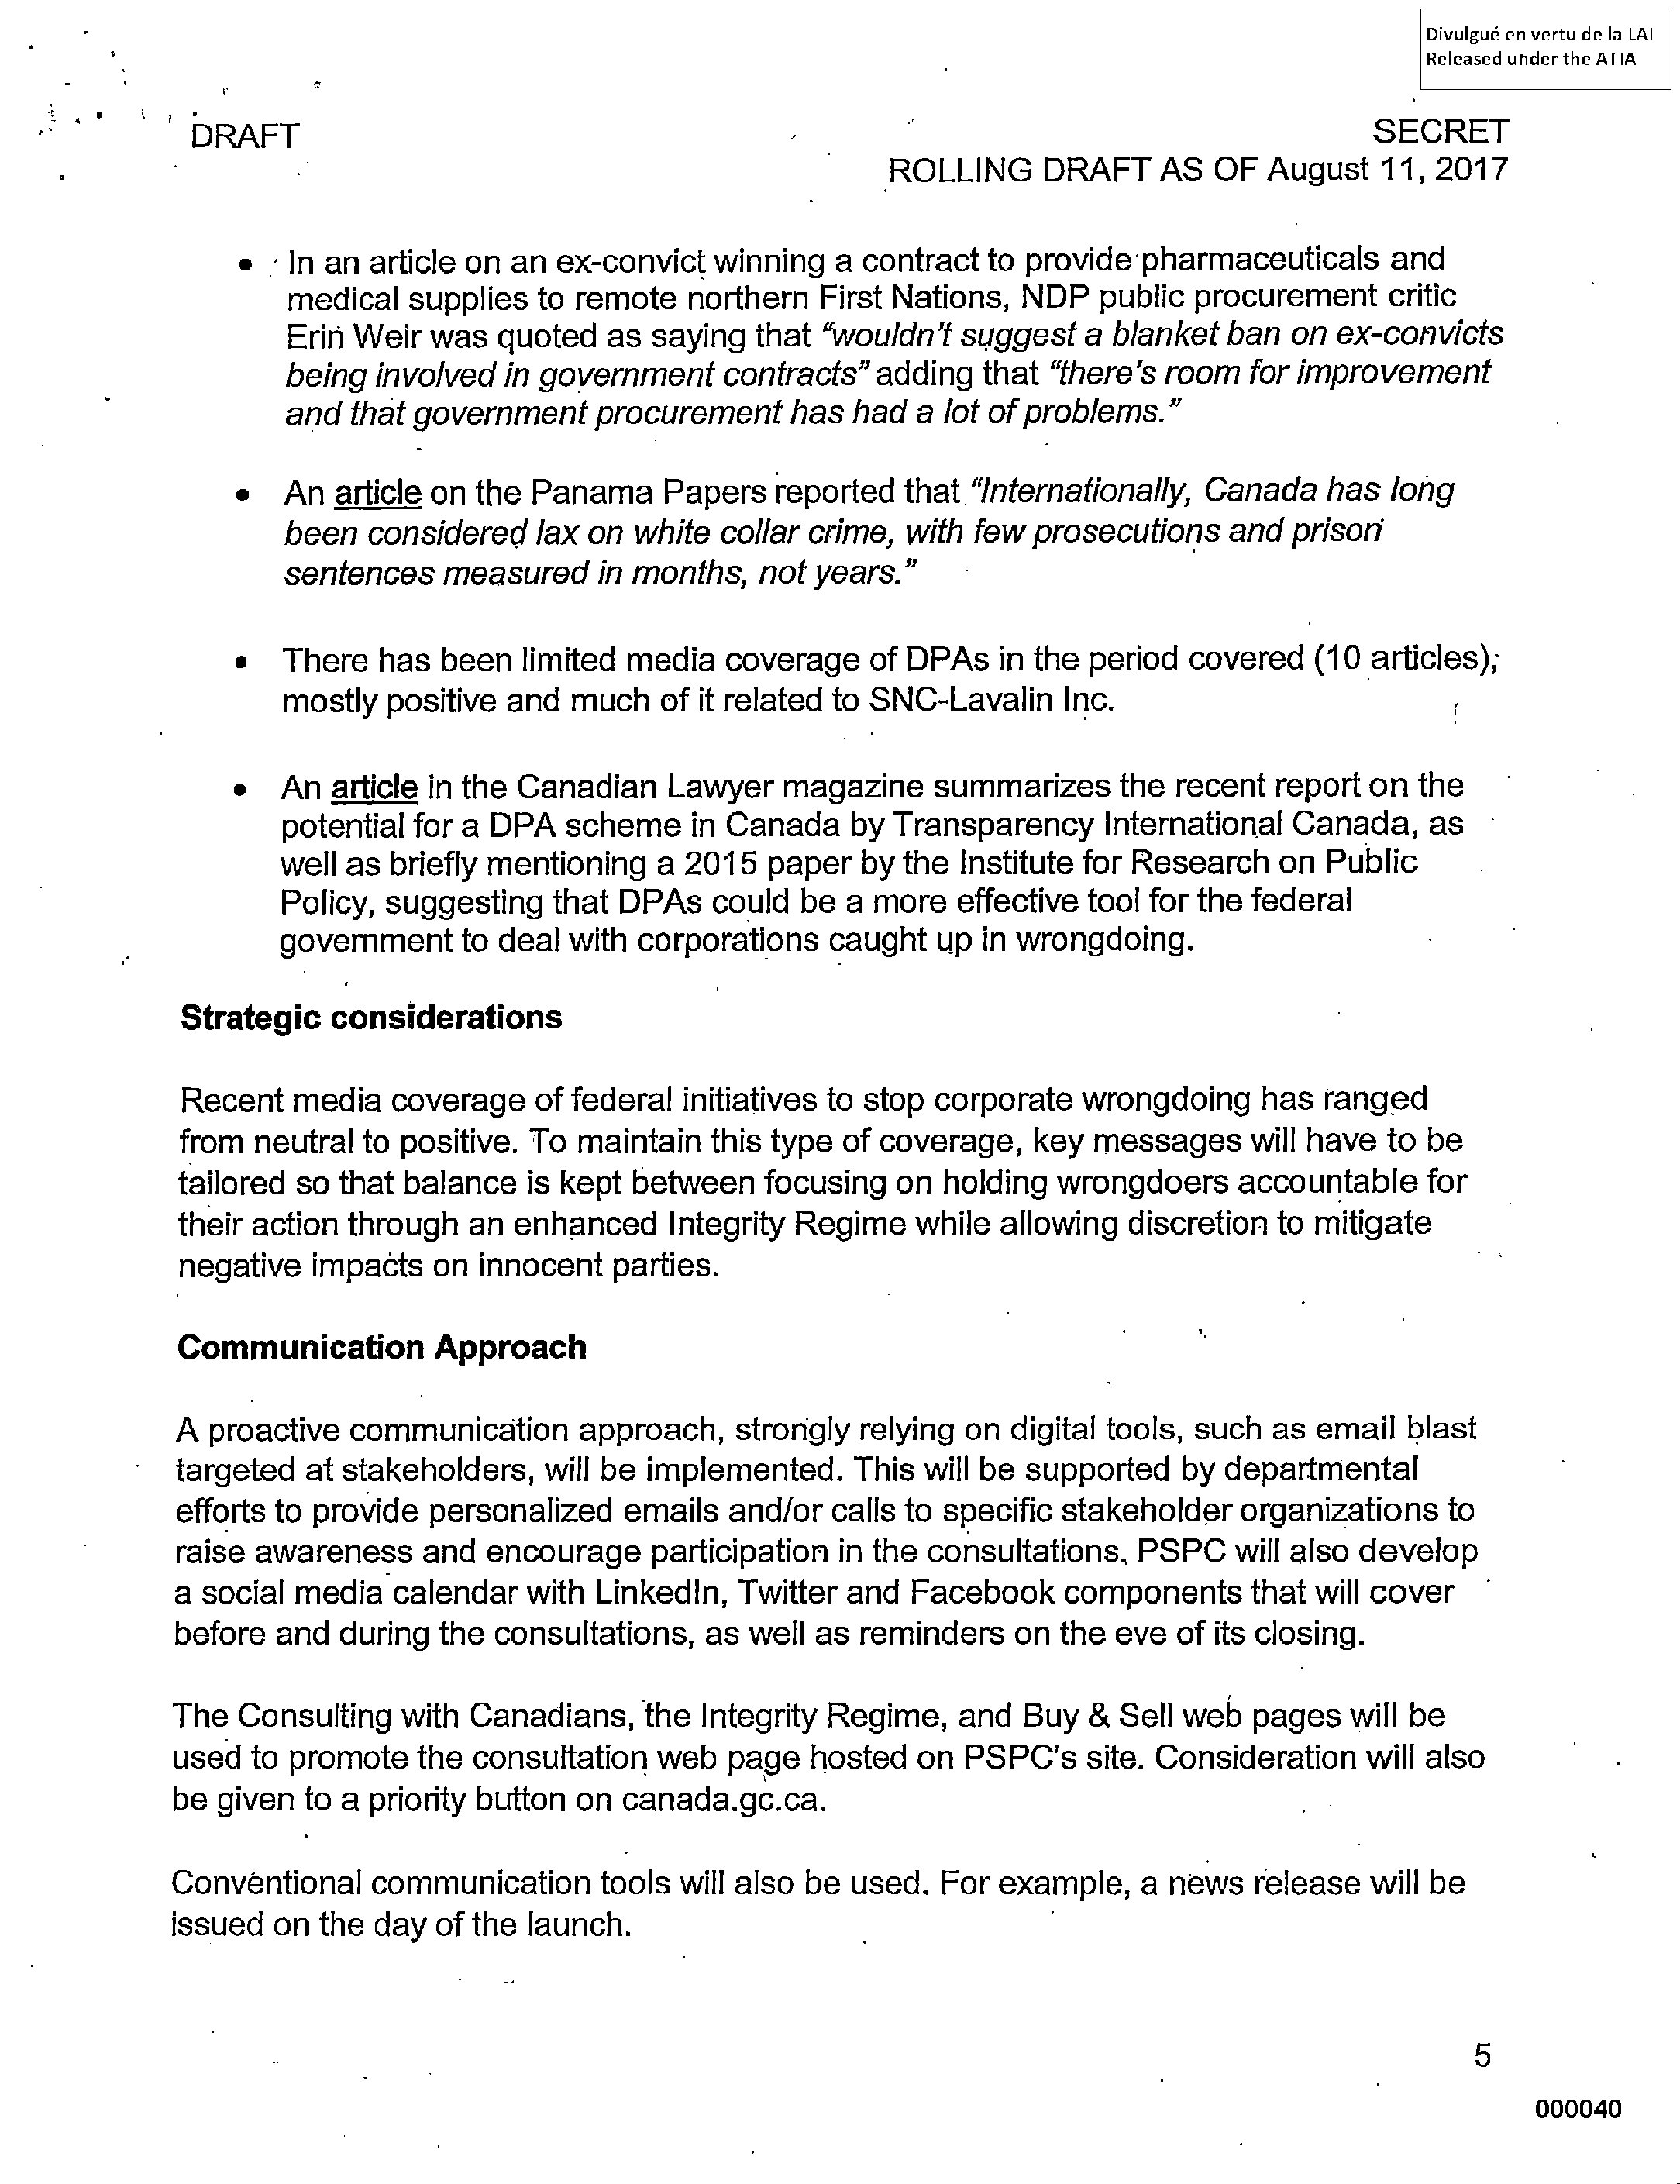 Divulgué en vertu de la LAI
Released under the ATIA
DRAFT
SECRET
ROLLING DRAFT AS OF August 11, 2017
• In an article on an ex-convict winning a contract to provide pharmaceuticals and
medical supplies to remote northern First Nations, NDP public procurement critic
Erin Weir was quoted as saying that "wouldn't suggest a blanket ban on ex-convicts
being involved in government contracts" adding that "there's room for improvement
and that government procurement has had a lot of problems."
• An article on the Panama Papers reported that "Internationally, Canada has long
been considered lax on white collar crime, with few prosecutions and prison
sentences measured in months, not years."
• There has been limited media coverage of DPAs in the period covered (10 articles),
mostly positive and much of it related to SNC-Lavalin Inc.
• An article in the Canadian Lawyer magazine summarizes the recent report on the
potential for a DPA scheme in Canada by Transparency International Canada, as
well as briefly mentioning a 2015 paper by the Institute for Research on Public
Policy, suggesting that DPAs could be a more effective tool for the federal
government to deal with corporations caught up in wrongdoing.
Strategic considerations
Recent media coverage of federal initiatives to stop corporate wrongdoing has ranged
from neutral to positive. To maintain this type of coverage, key messages will have to be
tailored so that balance is kept between focusing on holding wrongdoers accountable for
their action through an enhanced Integrity Regime while allowing discretion to mitigate
negative impacts on innocent parties.
Communication Approach
A proactive communication approach, strongly relying on digital tools, such as email blast
targeted at stakeholders, will be implemented. This will be supported by departmental
efforts to provide personalized emails and/or calls to specific stakeholder organizations to
raise awareness and encourage participation in the consultations. PSPC will also develop
a social media calendar with LinkedIn, Twitter and Facebook components that will cover
before and during the consultations, as well as reminders on the eve of its closing.
The Consulting with Canadians, the Integrity Regime, and Buy & Sell web pages will be
used to promote the consultation web page hosted on PSPC's site. Consideration will also
be given to a priority button on canada.gc.ca.
Conventional communication tools will also be used. For example, a news release will be
issued on the day of the launch.
5
000040